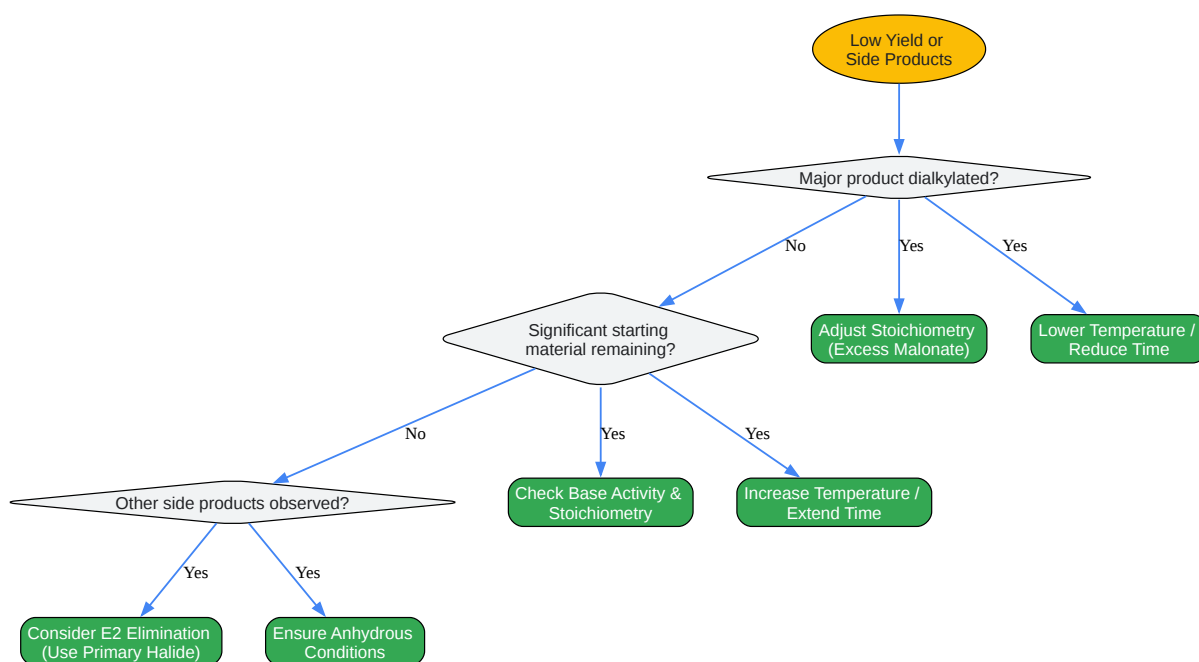 Low Yield or
Side Products
Major product dialkylated?
No
Yes
Yes
Significant starting
material remaining?
Adjust Stoichiometry
(Excess Malonate)
Lower Temperature /
Reduce Time
No
Yes
Yes
Other side products observed?
Check Base Activity &
Stoichiometry
Increase Temperature /
Extend Time
Yes
Yes
Consider E2 Elimination
(Use Primary Halide)
Ensure Anhydrous
Conditions